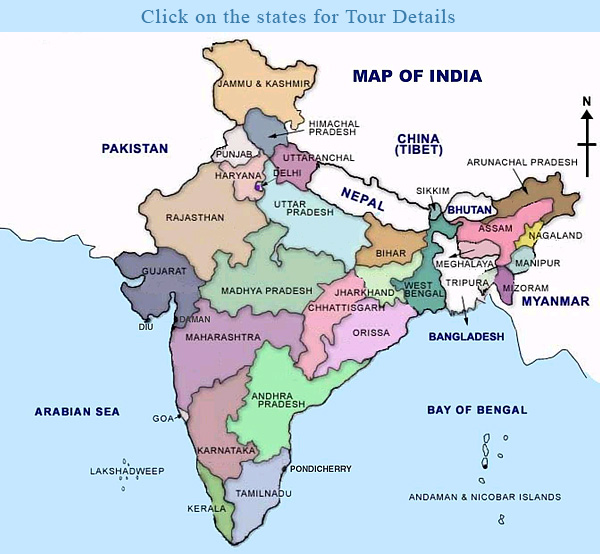 Click on the states for Tour Details
MAP OF INDIA
JAMMU & KASHMIR
N
HIMACHAL
PRADESH
CHINA
(TIBET)
PAKISTAN
PUNJAB
UTTARANCHAL
ARUNACHAL PRADESH
HARYANA
DELHI
NEPAL
SIKKIM
UTTAR
PRADESH
BHUTAN
RAJASTHAN
ASSAM
NAGALAND
BIHAR
MEGHALAYA
MANIPUR
GUJARAT
MADHYA PRADESH
JHARKHAND
WEST
BENGAL
TRIPURA
MIZORAM
MYANMAR
CHHATTISGARH
DIU
DAMAN
ORISSA
MAHARASHTRA
BANGLADESH
ANDHRA
PRADESH
ARABIAN SEA
BAY OF BENGAL
GOA
KARNATAKA
LAKSHADWEEP
PONDICHERRY
TAMILNADU
ANDAMAN & NICOBAR ISLANDS
KERALA